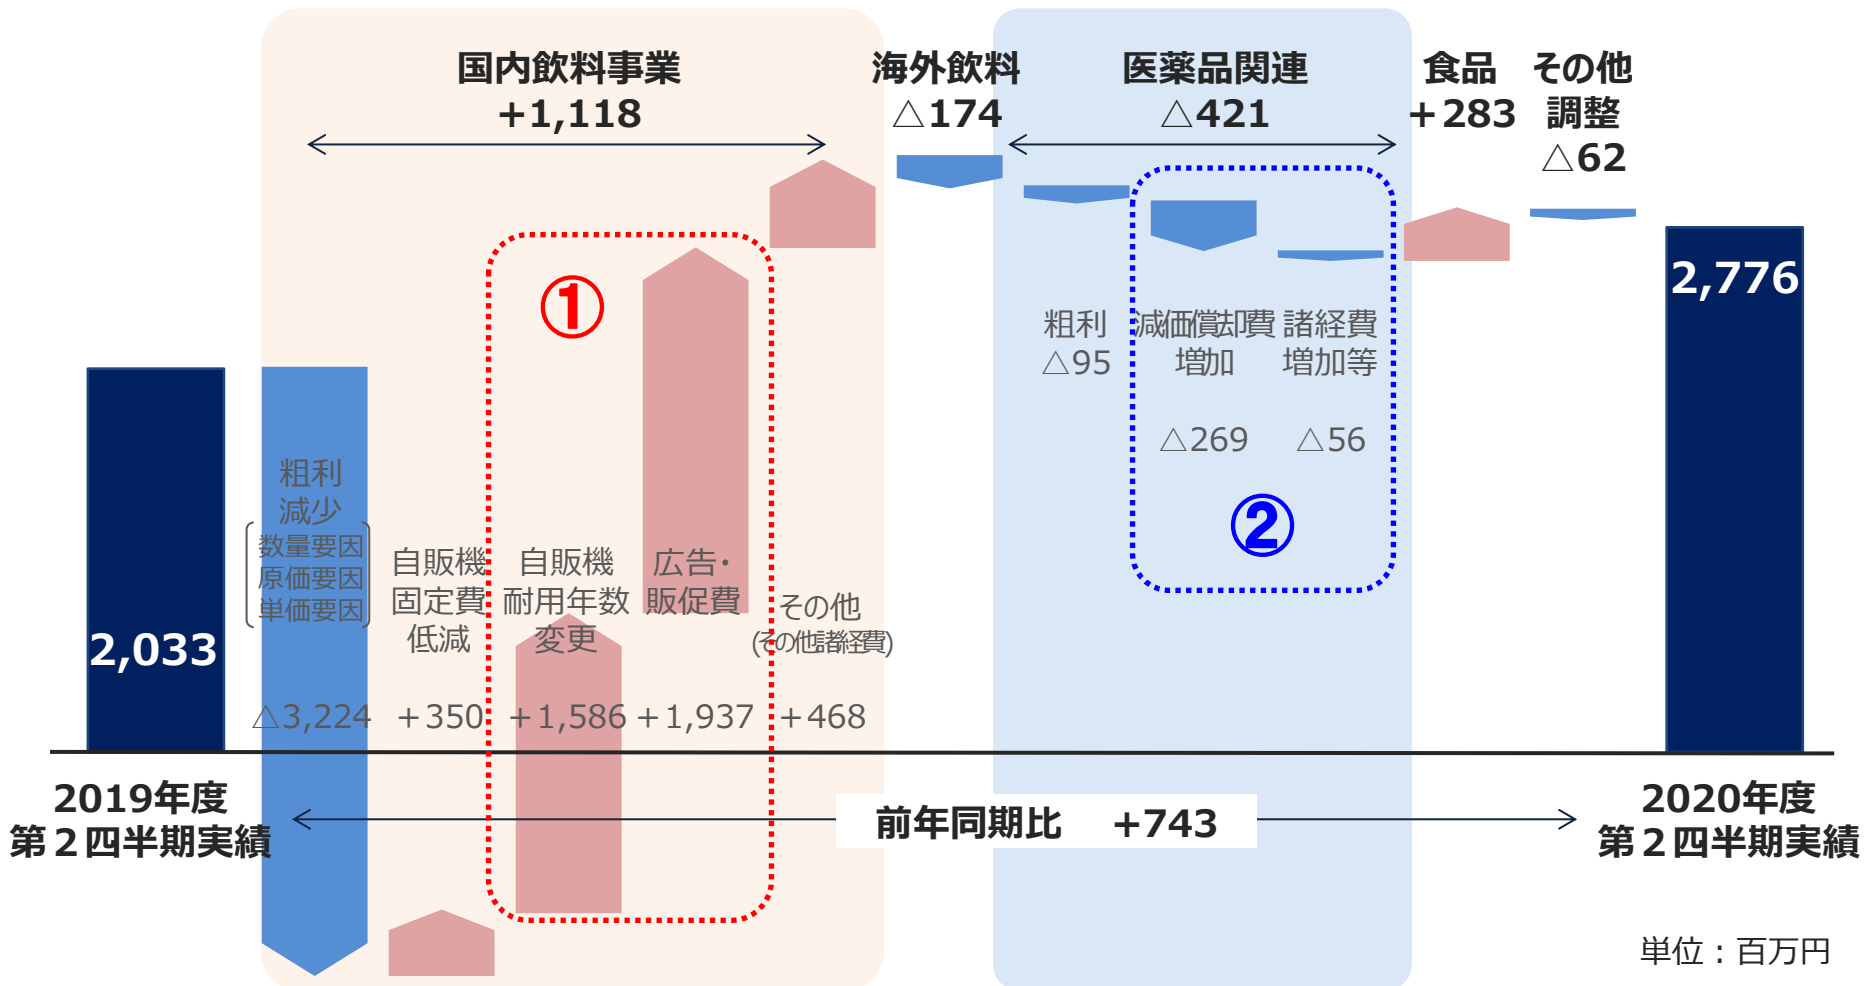 国内飲料事業
+1,118
海外飲料
△174
医薬品関連
△421
食品
+283
その他
調整
△62
①
2,033
2,776
粗利
減少
数量要因
原価要因
単価要因
△3,224
自販機
固定費
低減
+350
自販機
耐用年数
変更
+1,586
広告・
販促費
+1,937
その他
(その他諸経費)
+468
粗利
△95
減価償却費
増加
△269
諸経費
増加等
△56
②
2019年度
第2四半期実績
前年同期比 +743
2020年度
第2四半期実績
単位：百万円